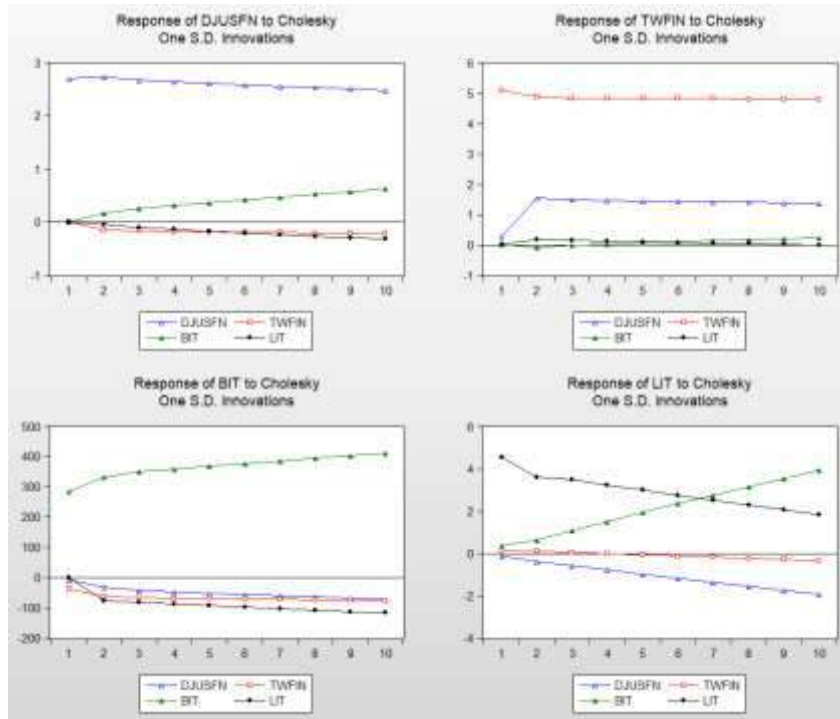 Response of DJUSFN to Cholesky
One S.D. Innovations
3
2
1
0
-1
1 2 3 4 5 6 7 8 9 10
DJUSFN TWFIN
BIT LIT
Response of TWFIN to Cholesky
One S.D. Innovations
6
5
4
3
2
1
0
-1
1 2 3 4 5 6 7 8 9 10
DJUSFN TWFIN
BIT LIT
Response of BIT to Cholesky
One S.D. Innovations
500
400
300
200
100
0
-100
-200
1 2 3 4 5 6 7 8 9 10
DJUSFN TWFIN
BIT LIT
Response of LIT to Cholesky
One S.D. Innovations
6
4
2
0
-2
-4
1 2 3 4 5 6 7 8 9 10
DJUSFN TWFIN
BIT LIT